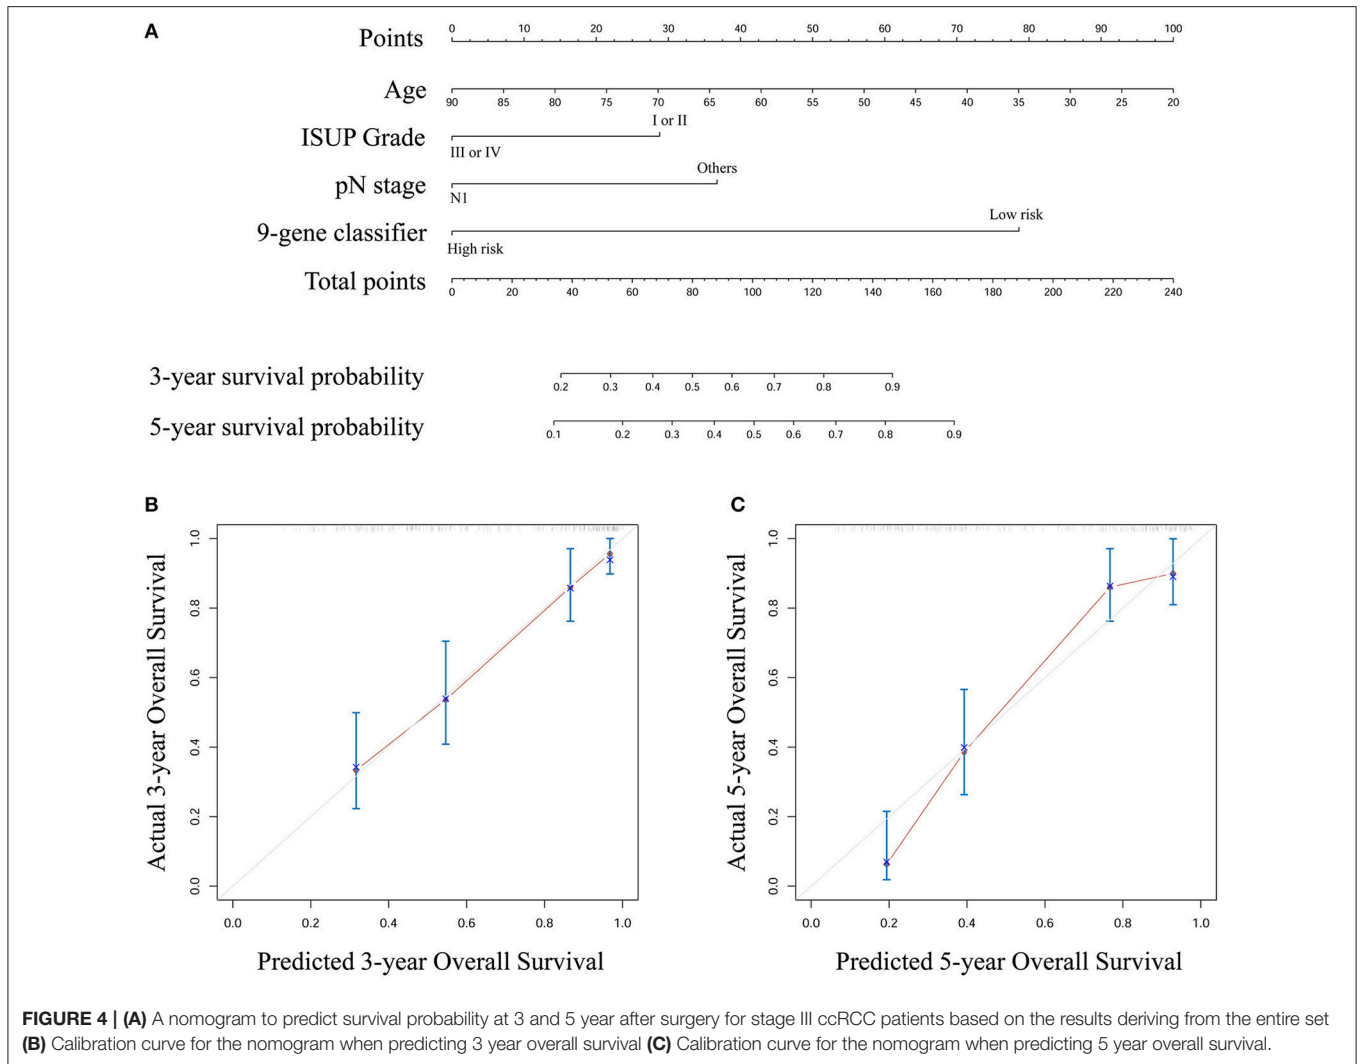 A
Points
0 10 20 30 40 50 60 70 80 90 100
Age
90 85 80 75 70 65 60 55 50 45 40 35 30 25 20
I or II
ISUP Grade
III or IV
Others
pN stage
N1
Low risk
9-gene classifier
High risk
Total points
0 20 40 60 80 100 120 140 160 180 200 220 240
3-year survival probability
0.2 0.3 0.4 0.5 0.6 0.7 0.8 0.9
5-year survival probability
0.1 0.2 0.3 0.4 0.5 0.6 0.7 0.8 0.9
B
Actual 3-year Overall Survival
1.0
0.8
0.6
0.4
0.2
0.0
0.0 0.2 0.4 0.6 0.8 1.0
Predicted 3-year Overall Survival
C
Actual 5-year Overall Survival
1.0
0.8
0.6
0.4
0.2
0.0
0.0 0.2 0.4 0.6 0.8 1.0
Predicted 5-year Overall Survival
FIGURE 4 | (A) A nomogram to predict survival probability at 3 and 5 year after surgery for stage III ccRCC patients based on the results deriving from the entire set
(B) Calibration curve for the nomogram when predicting 3 year overall survival (C) Calibration curve for the nomogram when predicting 5 year overall survival.